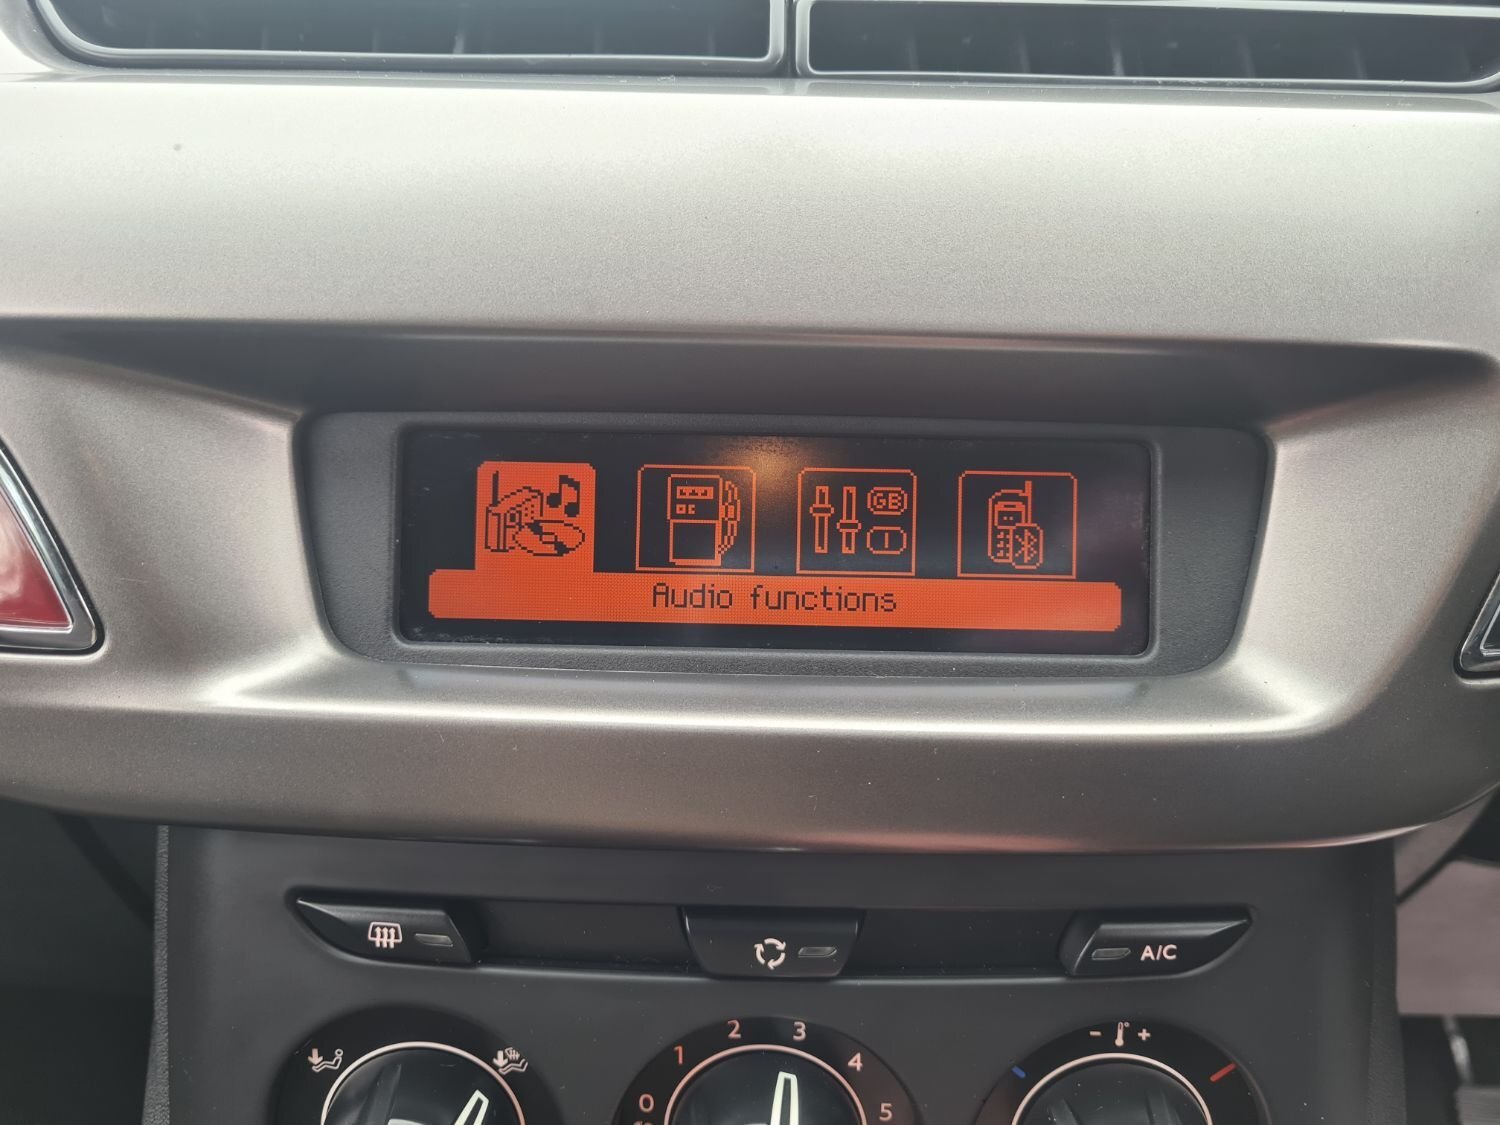 GB
Audio functions
A/C
2 3
1 4
0 5
- +